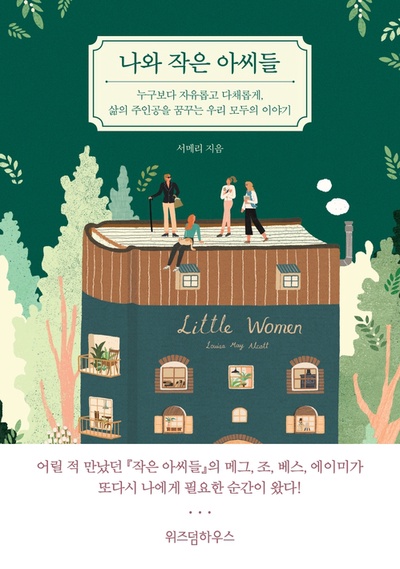 나와 작은 아씨들
누구보다 자유롭고 다채롭게,
삶의 주인공을 꿈꾸는 우리 모두의 이야기
서메리 지음
Little Women
Louisa May Alcott
어릴 적 만났던 『작은 아씨들』의 메그, 조, 베스, 에이미가
또다시 나에게 필요한 순간이 왔다!
• • •
위즈덤하우스